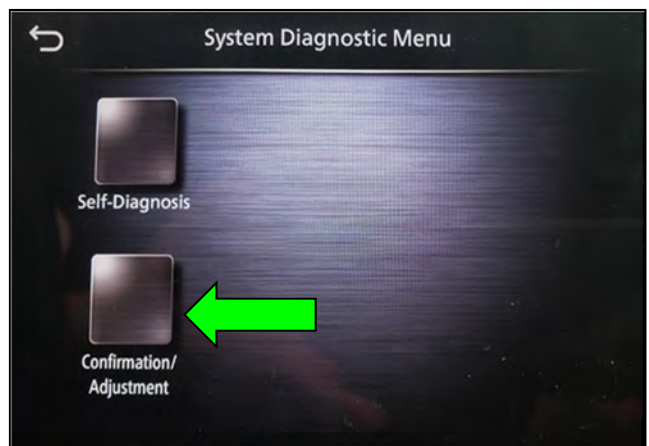 System Diagnostic Menu
Self-Diagnosis
Confirmation/
Adjustment